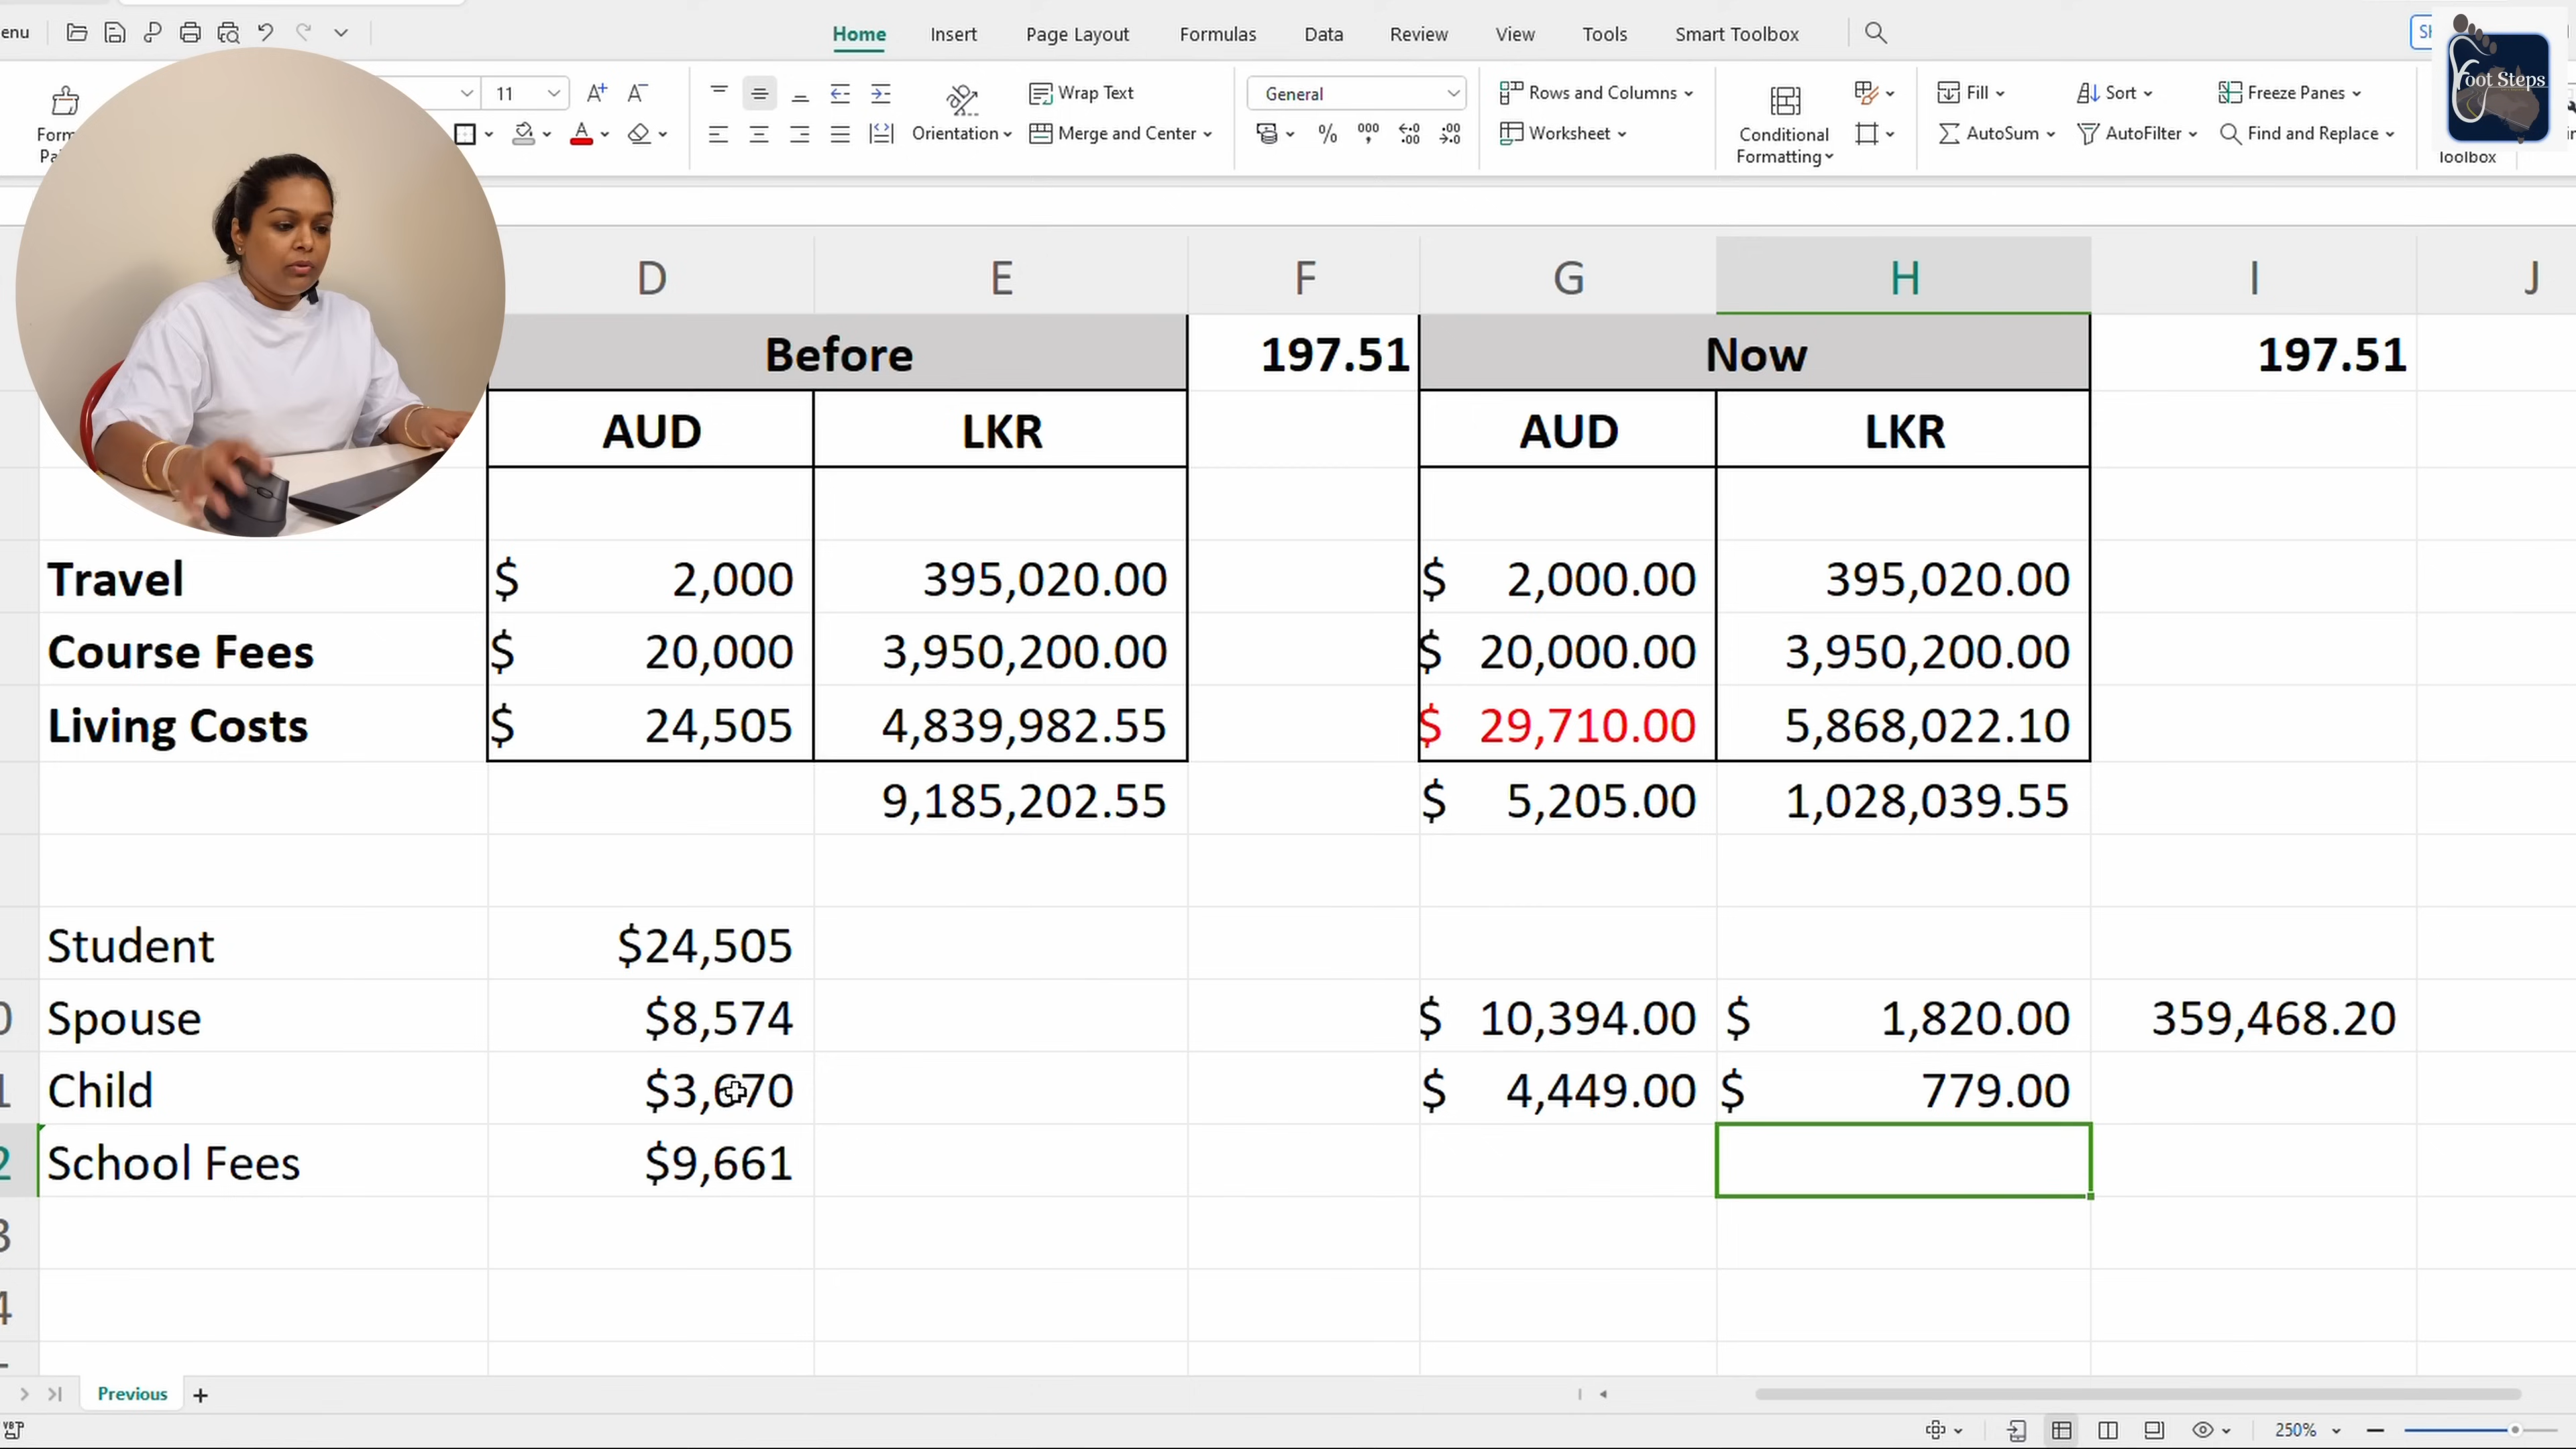 enu Home Insert Page Layout Formulas Data Review View Tools Smart Toolbox
Foot Steps
11 Wrap Text General Rows and Columns Fill Sort Freeze Panes
Orientation Merge and Center Worksheet Conditional Formatting AutoSum AutoFilter Find and Replace
D E F G H I J
Before 197.51 Now 197.51
AUD LKR AUD LKR
Travel $ 2,000 395,020.00 $ 2,000.00 395,020.00
Course Fees $ 20,000 3,950,200.00 $ 20,000.00 3,950,200.00
Living Costs $ 24,505 4,839,982.55 $ 29,710.00 5,868,022.10
9,185,202.55 $ 5,205.00 1,028,039.55
Student $24,505
Spouse $8,574 $ 10,394.00 $ 1,820.00 359,468.20
Child $3,670 $ 4,449.00 $ 779.00
School Fees $9,661
Previous +
250%